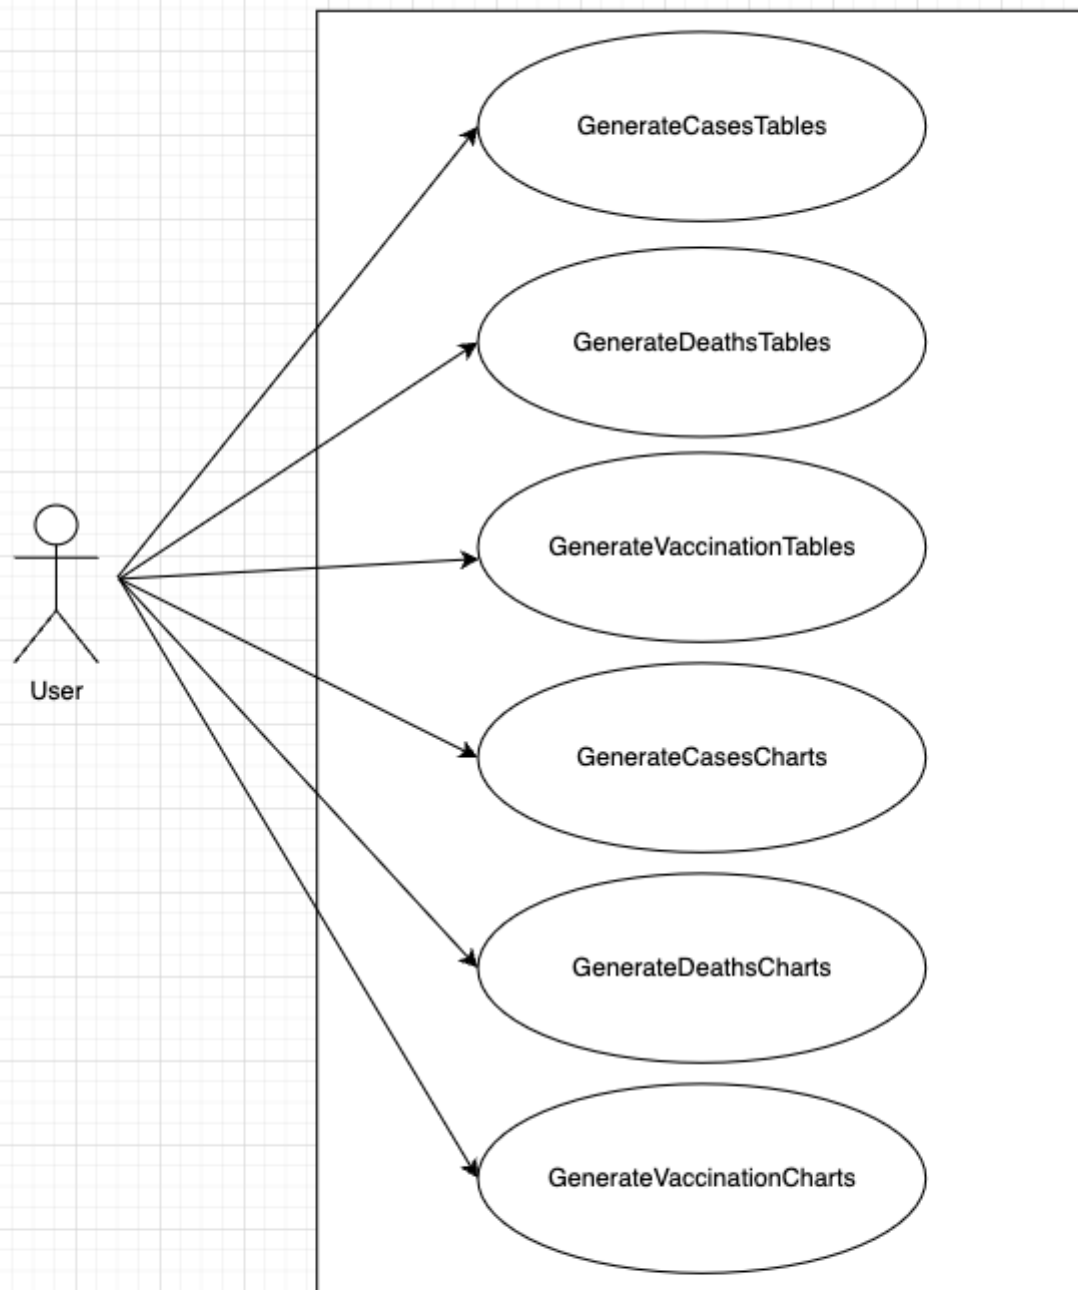 GenerateCasesTables
GenerateDeathsTables
GenerateVaccinationTables
User
GenerateCasesCharts
GenerateDeathsCharts
GenerateVaccinationCharts